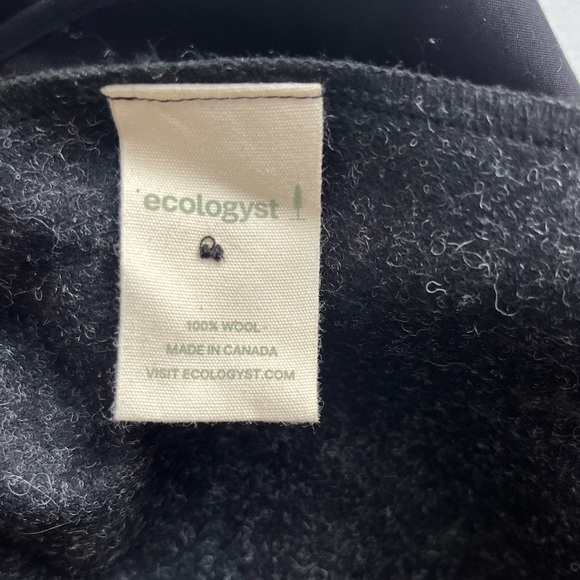 ecologyst
100% WOOL
MADE IN CANADA
VISIT ECOLOGYST.COM